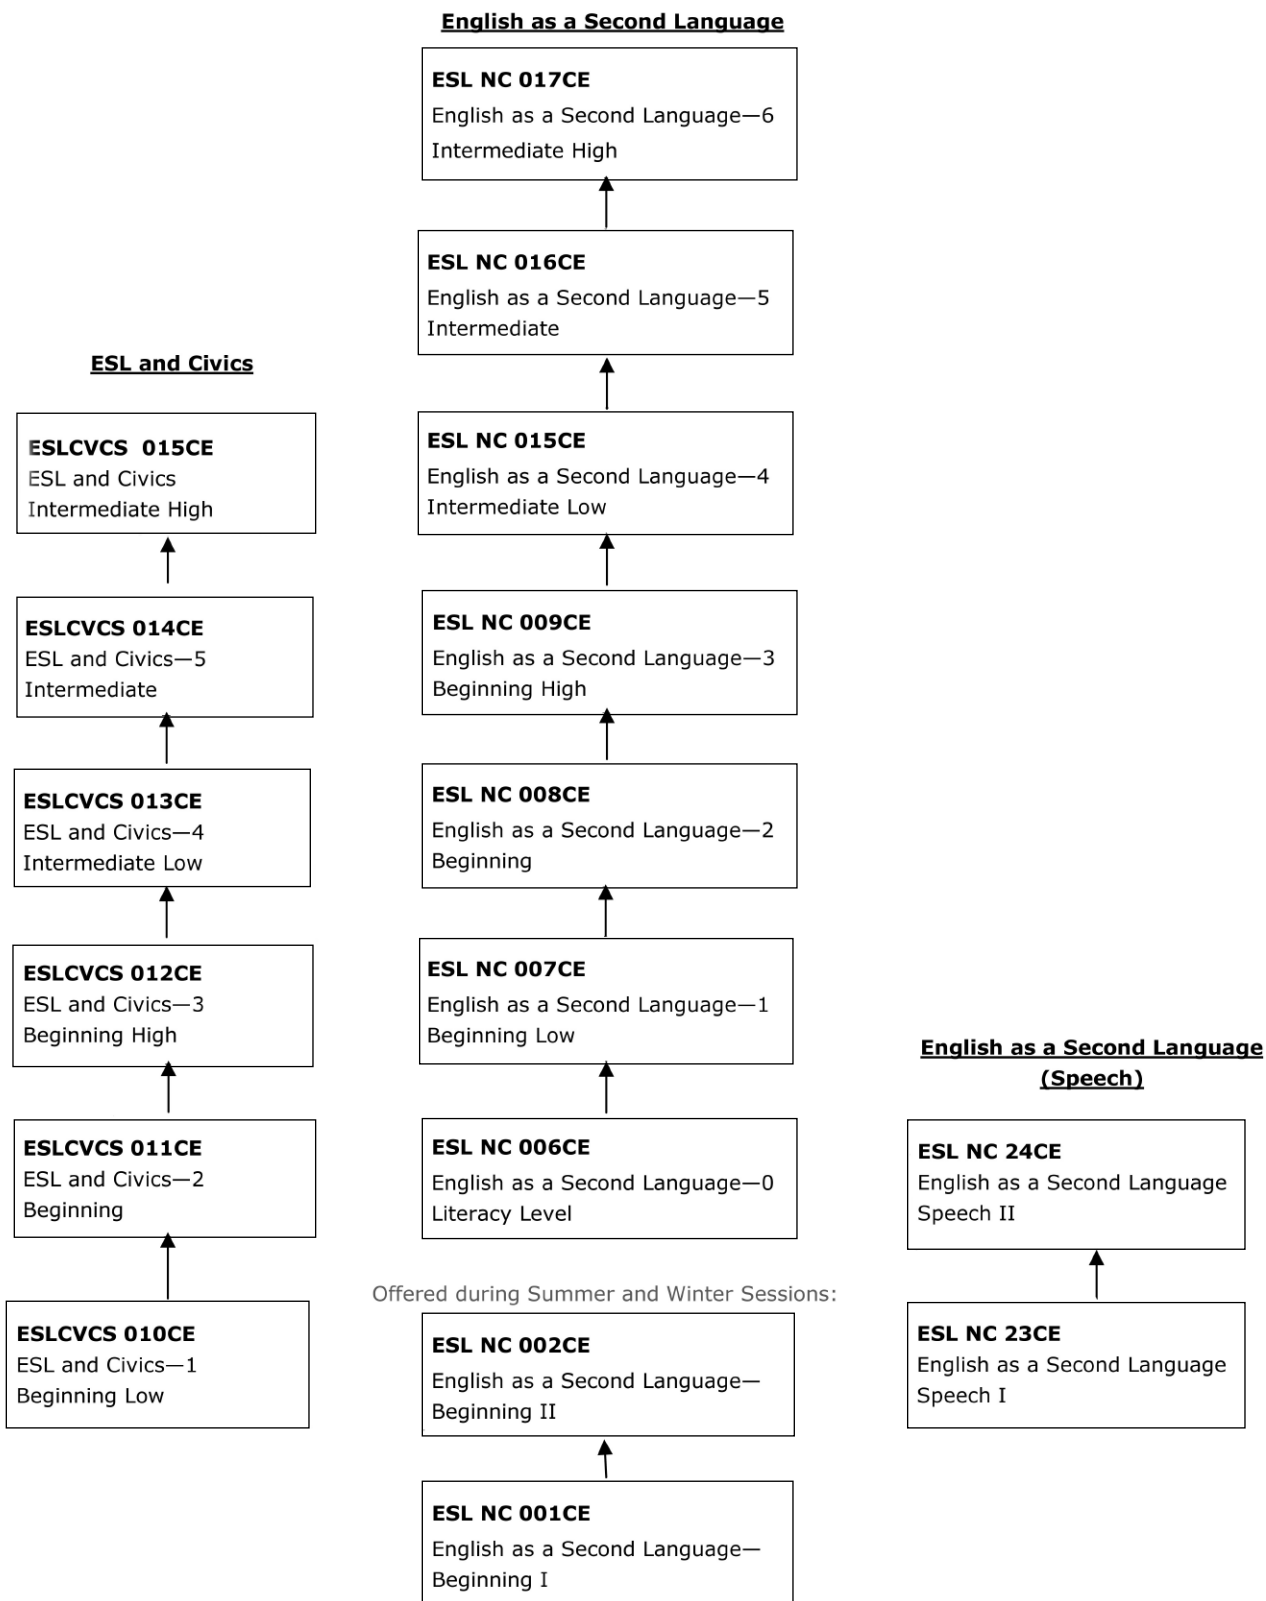 English as a Second Language
ESL NC 017CE
English as a Second Language—6
Intermediate High
ESL NC 016CE
English as a Second Language—5
Intermediate
ESL NC 015CE
English as a Second Language—4
Intermediate Low
ESL NC 009CE
English as a Second Language—3
Beginning High
ESL NC 008CE
English as a Second Language—2
Beginning
ESL NC 007CE
English as a Second Language—1
Beginning Low
ESL NC 006CE
English as a Second Language—0
Literacy Level
Offered during Summer and Winter Sessions:
ESL NC 002CE
English as a Second Language—
Beginning II
ESL NC 001CE
English as a Second Language—
Beginning I
ESL and Civics
ESLCVCS  015CE
ESL and Civics
Intermediate High
ESLCVCS 014CE
ESL and Civics—5
Intermediate
ESLCVCS 013CE
ESL and Civics—4
Intermediate Low
ESLCVCS 012CE
ESL and Civics—3
Beginning High
ESLCVCS 011CE
ESL and Civics—2
Beginning
ESLCVCS 010CE
ESL and Civics—1
Beginning Low
English as a Second Language
(Speech)
ESL NC 24CE
English as a Second Language
Speech II
ESL NC 23CE
English as a Second Language
Speech I